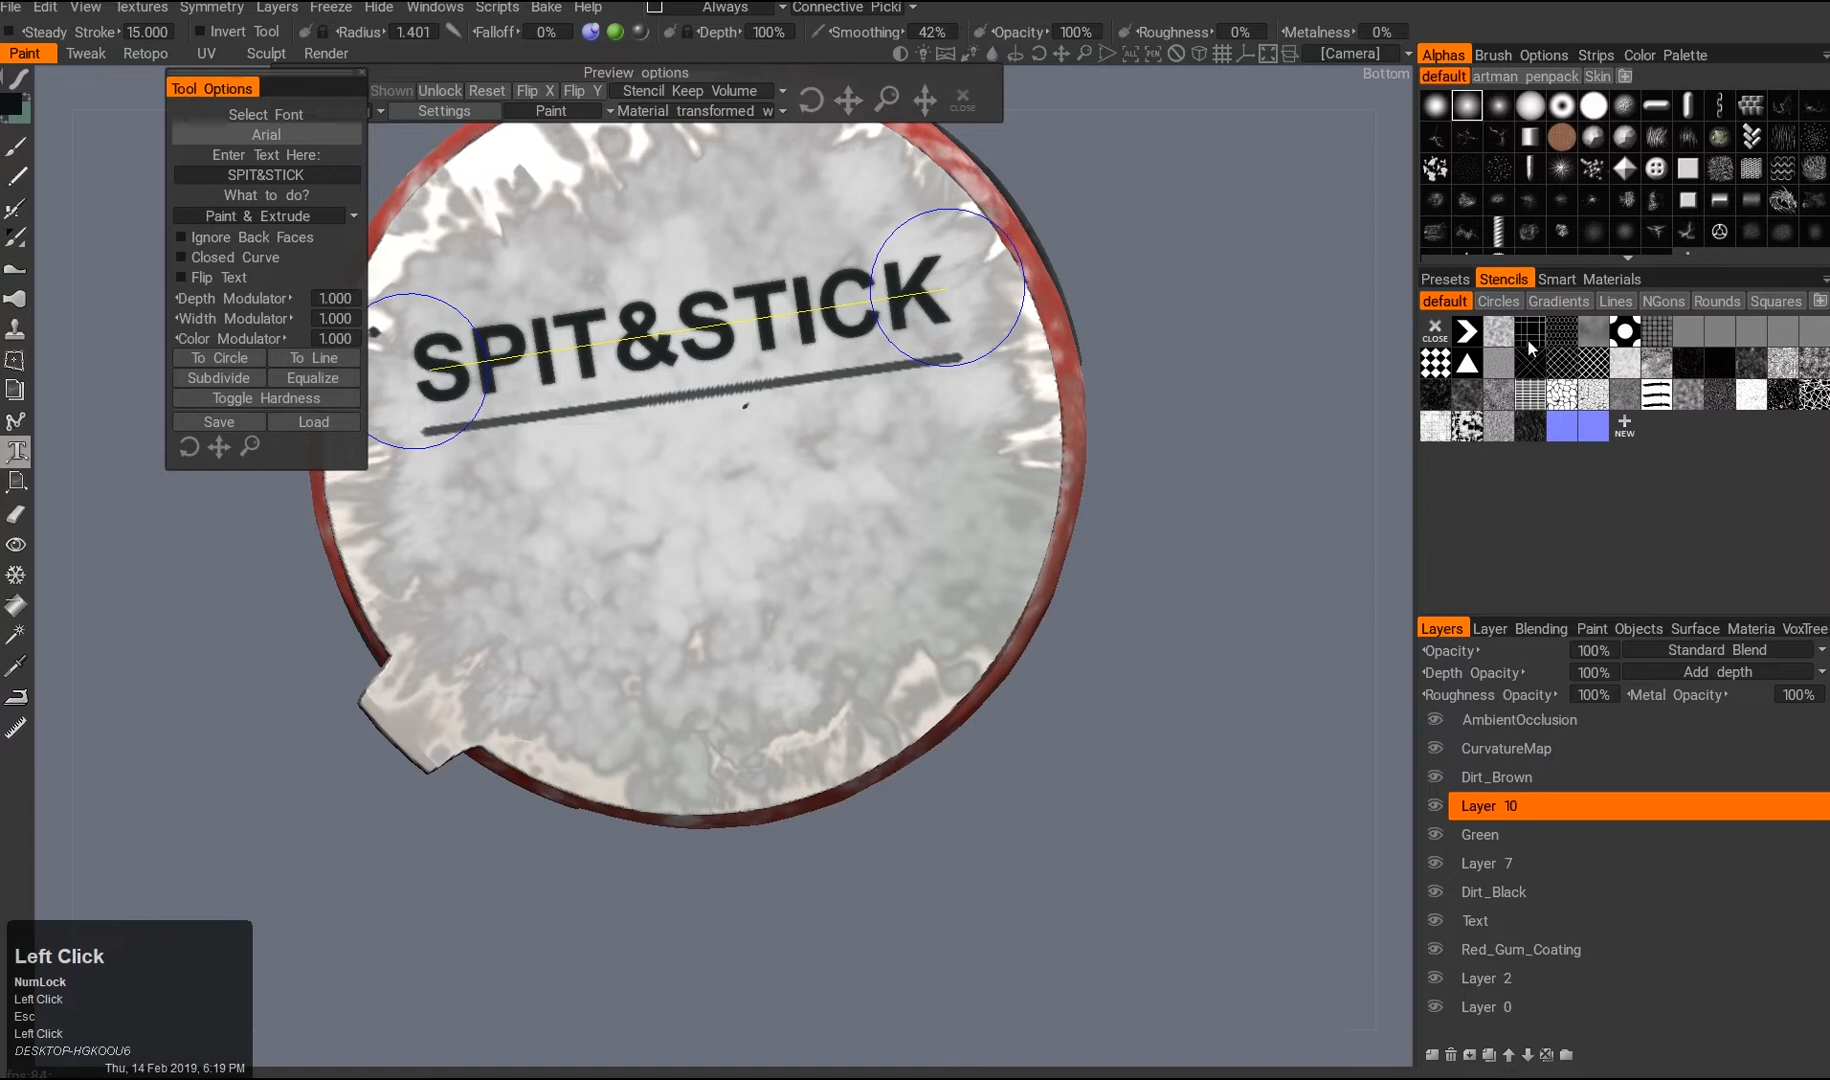 File Edit View Symmetry Layers Freeze Hide Windows Scripts Bake Help Always Connective Picki
Textures
Steady Stroke 15.000 Invert Tool Radius 1.401 Falloff 0% Depth 100% Smoothing 42% Opacity 100% Roughness 0% Metalness 0%
Paint Tweak Retopo UV Sculpt Render [Camera]
Tool Options
Select Font
Arial
Enter Text Here:
SPIT&STICK
What to do?
Paint & Extrude
Ignore Back Faces
Closed Curve
Flip Text
Depth Modulator 1.000
Width Modulator 1.000
Color Modulator 1.000
To Circle To Line
Subdivide Equalize
Toggle Hardness
Save Load
Preview options
Shown Unlock Reset Flip X Flip Y Stencil Keep Volume
Settings Paint Material transformed w
CLOSE
Bottom
SPIT&STICK
Alphas Brush Options Strips Color Palette
default artman penpack Skin
Presets Stencils Smart Materials
default Circles Gradients Lines NGons Rounds Squares
CLOSE
NEW
Layers Layer Blending Paint Objects Surface Materia VoxTree
Opacity 100% Standard Blend
Depth Opacity 100% Add depth
Roughness Opacity 100% Metal Opacity 100%
AmbientOcclusion
CurvatureMap
Dirt_Brown
Layer 10
Green
Layer 7
Dirt_Black
Text
Red_Gum_Coating
Layer 2
Layer 0
Left Click
NumLock
Left Click
Esc
Left Click
DESKTOP-HGKOOU6
Thu, 14 Feb 2019, 6:19 PM
fps:84;